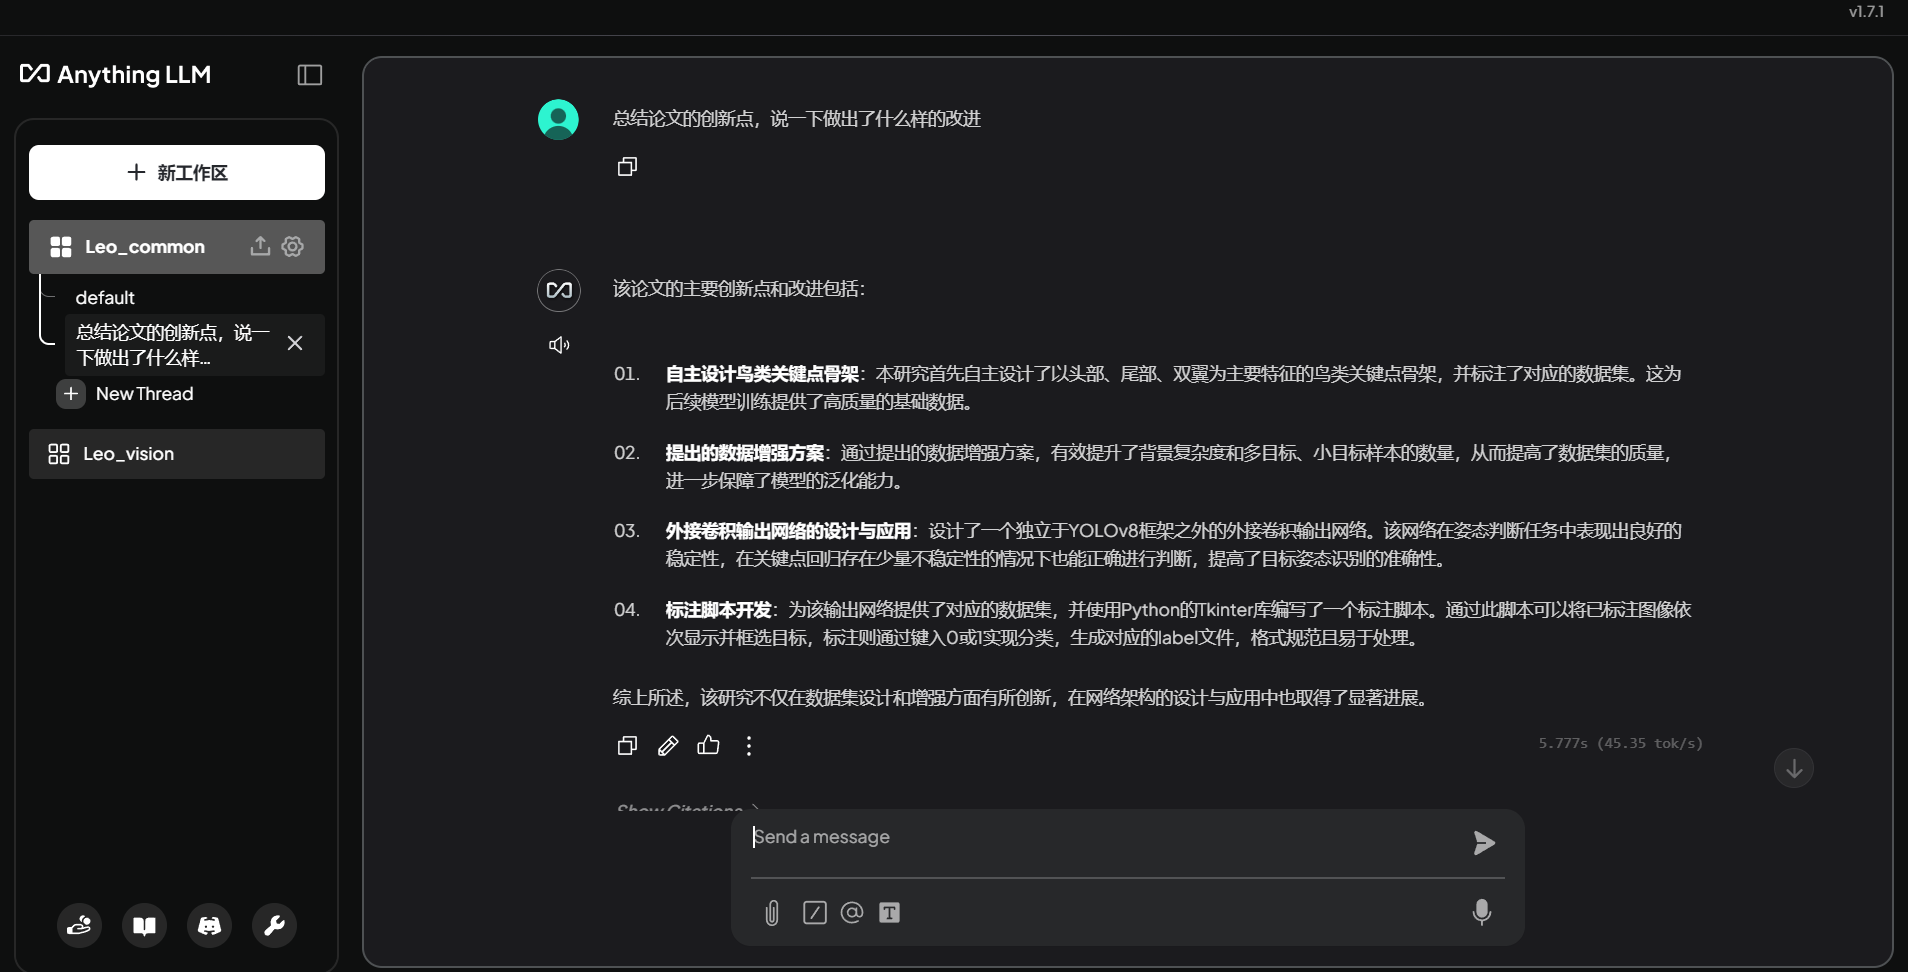 v1.7.1
Anything LLM
新工作区
Leo_common
default
总结论文的创新点，说一
下做出了什么样...
New Thread
Leo_vision
总结论文的创新点，说一下做出了什么样的改进
该论文的主要创新点和改进包括：
01. 自主设计鸟类关键点骨架：本研究首先自主设计了以头部、尾部、双翼为主要特征的鸟类关键点骨架，并标注了对应的数据集。这为
后续模型训练提供了高质量的基础数据。
02. 提出的数据增强方案：通过提出的数据增强方案，有效提升了背景复杂度和多目标、小目标样本的数量，从而提高了数据集的质量，
进一步保障了模型的泛化能力。
03. 外接卷积输出网络的设计与应用：设计了一个独立于YOLOv8框架之外的外接卷积输出网络。该网络在姿态判断任务中表现出良好的
稳定性，在关键点回归存在少量不稳定性的情况下也能正确进行判断，提高了目标姿态识别的准确性。
04. 标注脚本开发：为该输出网络提供了对应的数据集，并使用Python的Tkinter库编写了一个标注脚本。通过此脚本可以将已标注图像依
次显示并框选目标，标注则通过键入0或1实现分类，生成对应的label文件，格式规范且易于处理。
综上所述，该研究不仅在数据集设计和增强方面有所创新，在网络架构的设计与应用中也取得了显著进展。
5.777s (45.35 tok/s)
Show Citations
Send a message